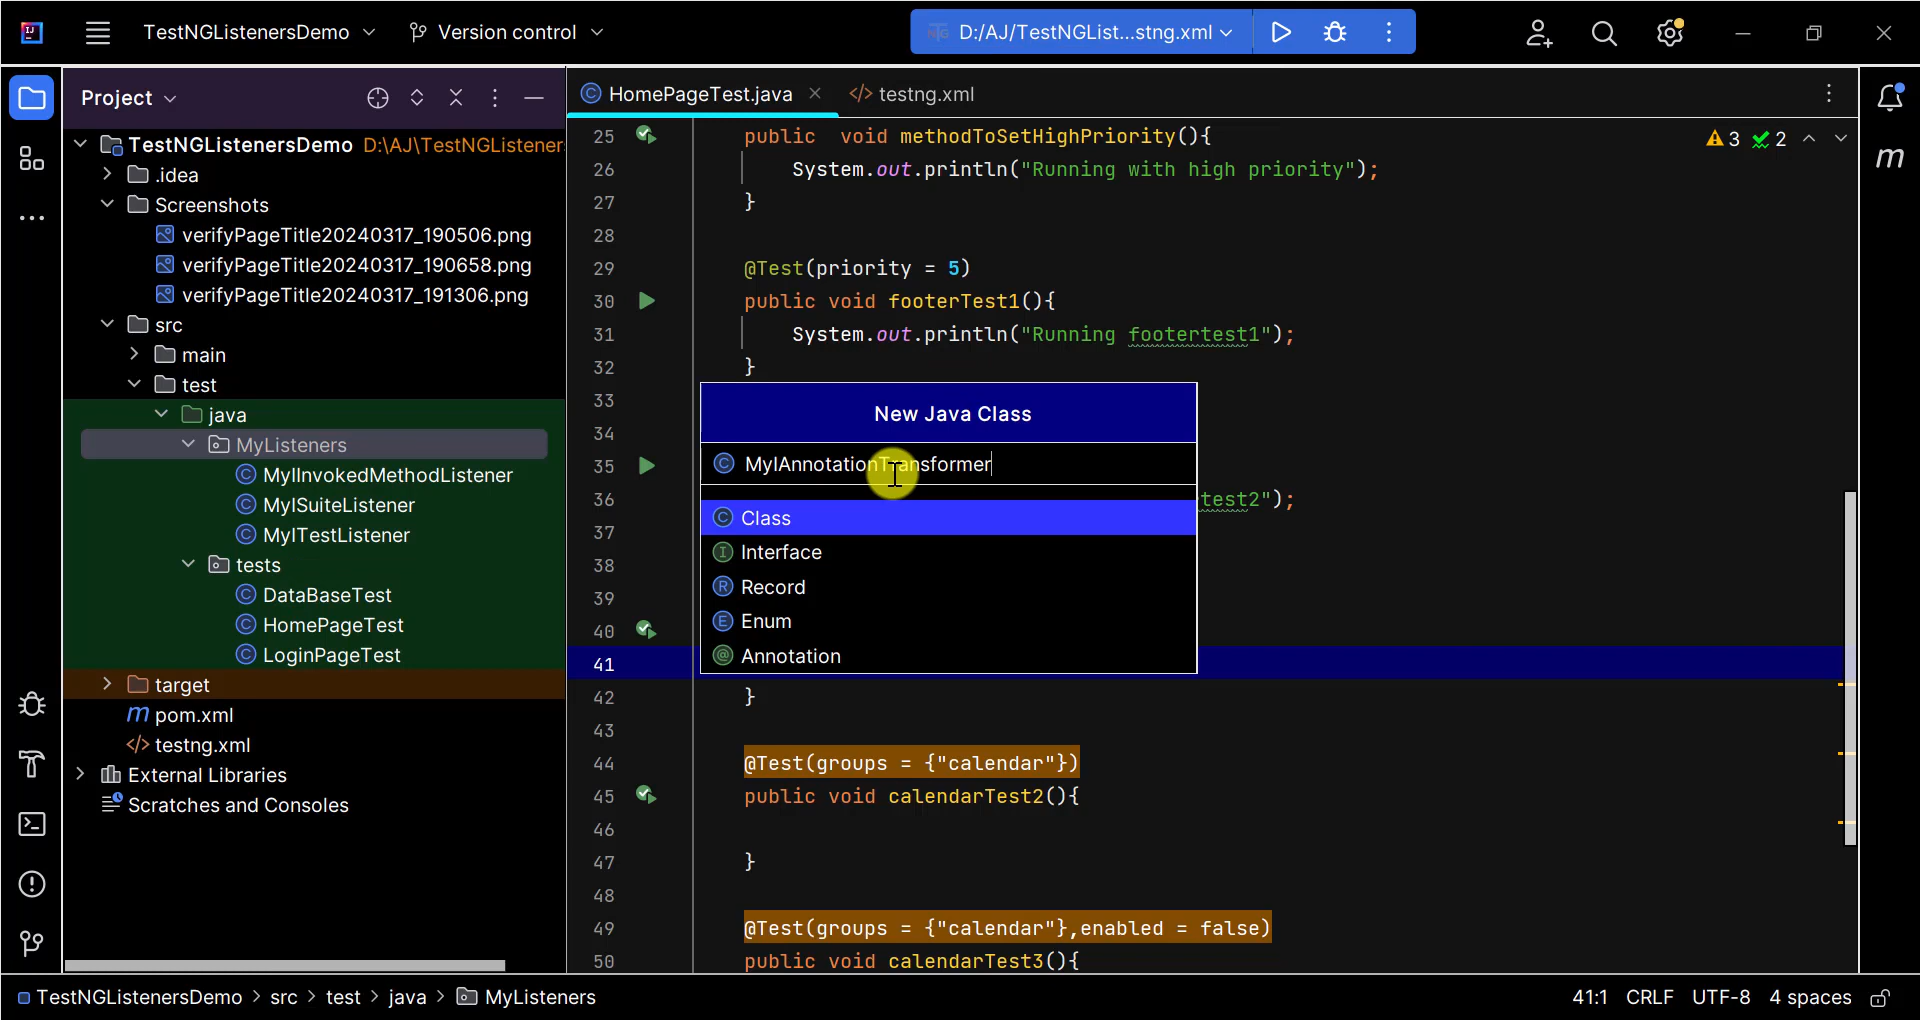 TestNGListenersDemo Version control D:/AJ/TestNGList...stng.xml
Project
HomePageTest.java testng.xml
TestNGListenersDemo D:\AJ\TestNGListener
.idea
Screenshots
verifyPageTitle20240317_190506.png
verifyPageTitle20240317_190658.png
verifyPageTitle20240317_191306.png
src
main
test
java
MyListeners
MyIInvokedMethodListener
MyISuiteListener
MyITestListener
tests
DataBaseTest
HomePageTest
LoginPageTest
target
pom.xml
testng.xml
External Libraries
Scratches and Consoles
3 2
25 public void methodToSetHighPriority(){
26 System.out.println("Running with high priority");
27 }
28
29 @Test(priority = 5)
30 public void footerTest1(){
31 System.out.println("Running footertest1");
32 }
33
34
35
36 test2");
37
38
39
40
41
42 }
43
44 @Test(groups = {"calendar"})
45 public void calendarTest2(){
46
47 }
48
49 @Test(groups = {"calendar"},enabled = false)
50 public void calendarTest3(){
New Java Class
MyIAnnotationTransformer
Class
Interface
Record
Enum
Annotation
TestNGListenersDemo > src > test > java > MyListeners
41:1 CRLF UTF-8 4 spaces